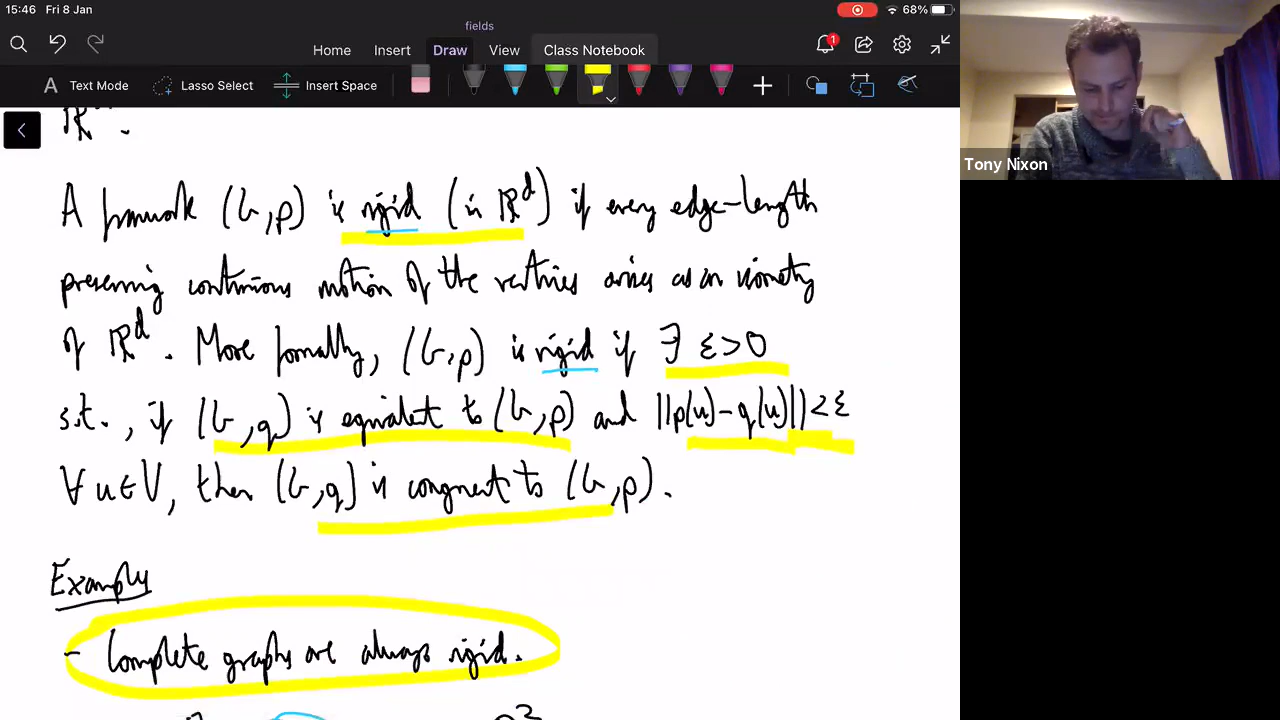 15:46 Fri 8 Jan
68%
fields
Home Insert Draw View Class Notebook
1
A Text Mode Lasso Select Insert Space
Tony Nixon
ℝ .
A framework (G,p) is rigid (in ℝ^d) if every edge-length
preserving continuous motion of the vertices arises as an isometry
of ℝ^d. More formally, (G,p) is rigid if ∃ ε>0
s.t., if (G,q) is equivalent to (G,p) and ||p(u)-q(u)||<ε
∀ u∈V, then (G,q) is congruent to (G,p).
Examples
- Complete graphs are always rigid.